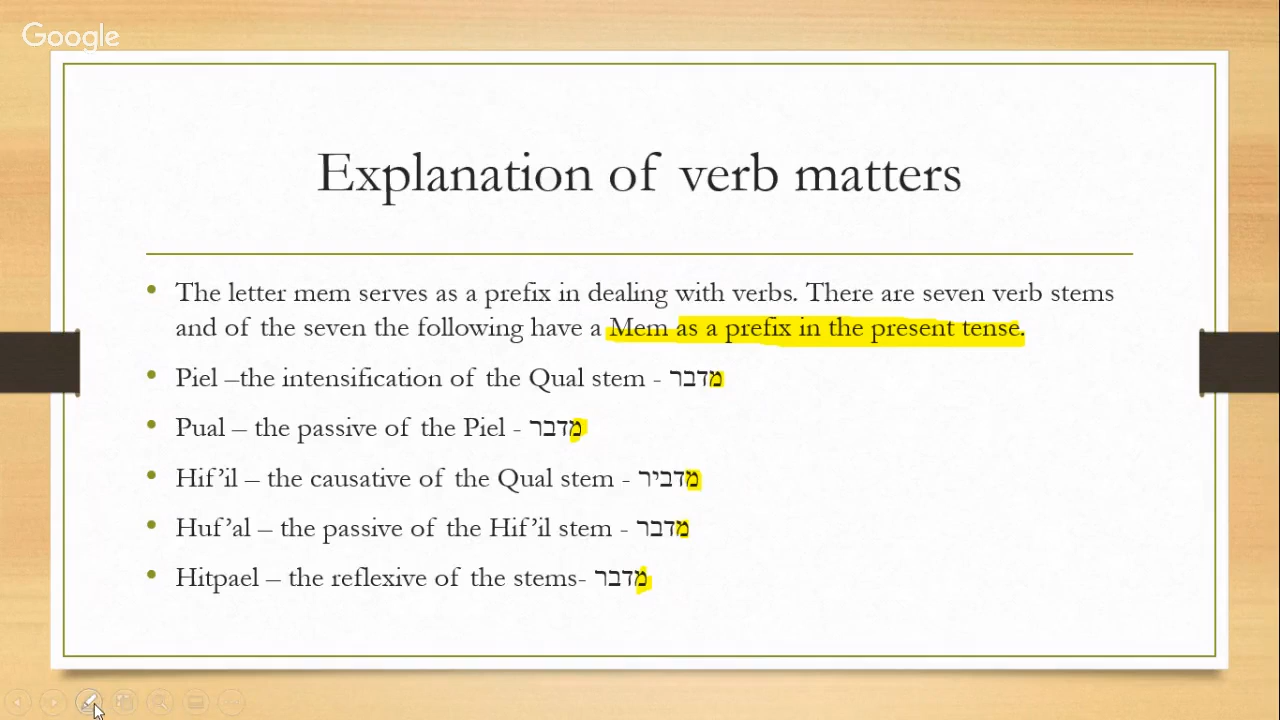 Google
Explanation of verb matters
• The letter mem serves as a prefix in dealing with verbs. There are seven verb stems
and of the seven the following have a Mem as a prefix in the present tense.
• Piel –the intensification of the Qual stem - מדבר
• Pual – the passive of the Piel - מדבר
• Hif’il – the causative of the Qual stem - מדביר
• Huf’al – the passive of the Hif’il stem - מדבר
• Hitpael – the reflexive of the stems- מדבר